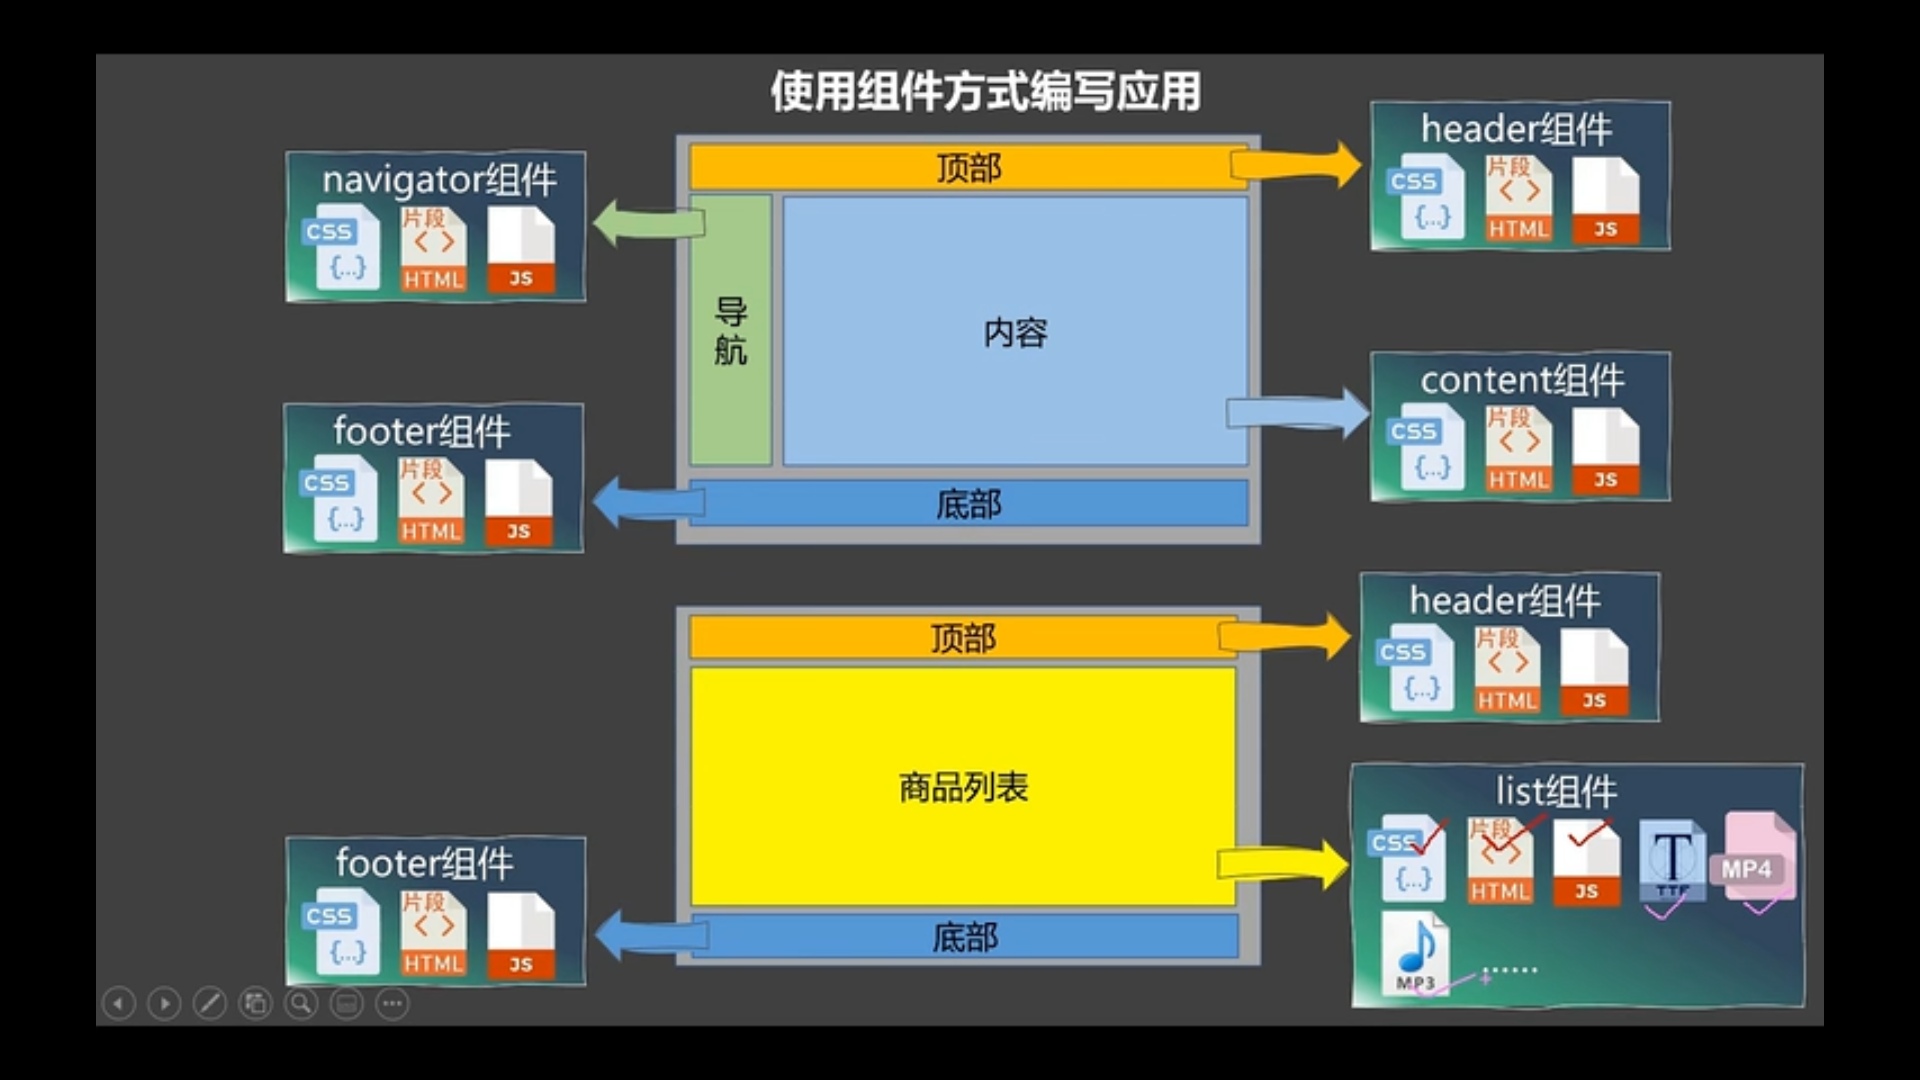 使用组件方式编写应用
navigator组件
CSS
{...}
片段
< >
HTML
JS
顶部
导
航
内容
底部
header组件
CSS
{...}
片段
< >
HTML
JS
footer组件
CSS
{...}
片段
< >
HTML
JS
content组件
CSS
{...}
片段
< >
HTML
JS
顶部
商品列表
底部
header组件
CSS
{...}
片段
< >
HTML
JS
footer组件
CSS
{...}
片段
< >
HTML
JS
list组件
CSS
{...}
片段
< >
HTML
JS
T
TTF
MP4
MP3
......